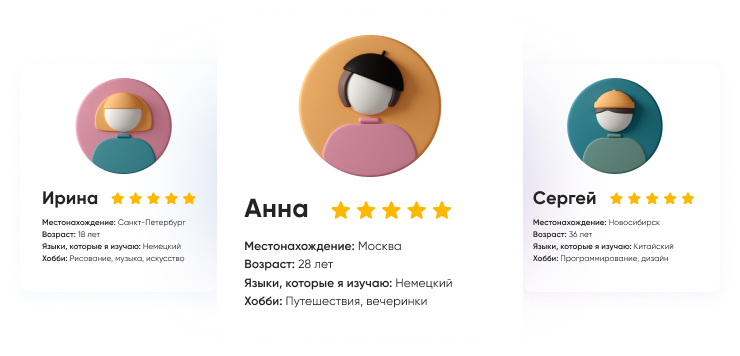 Ирина
Местонахождение: Санкт-Петербург
Возраст: 18 лет
Языки, которые я изучаю: Немецкий
Хобби: Рисование, музыка, искусство
Анна
Местонахождение: Москва
Возраст: 28 лет
Языки, которые я изучаю: Немецкий
Хобби: Путешествия, вечеринки
Сергей
Местонахождение: Новосибирск
Возраст: 36 лет
Языки, которые я изучаю: Китайский
Хобби: Программирование, дизайн